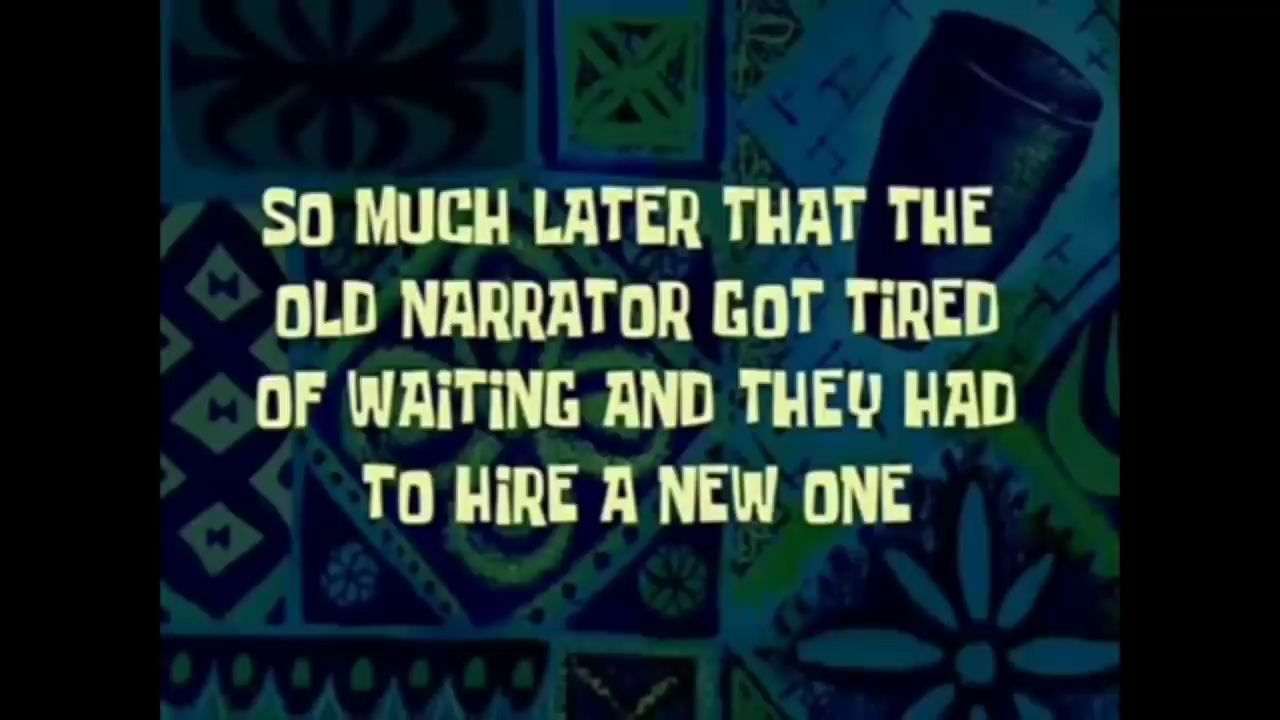 SO MUCH LATER THAT THE
OLD NARRATOR GOT TiRED
OF WAiTiNG AND THEY HAD
TO HiRE A NEW ONE